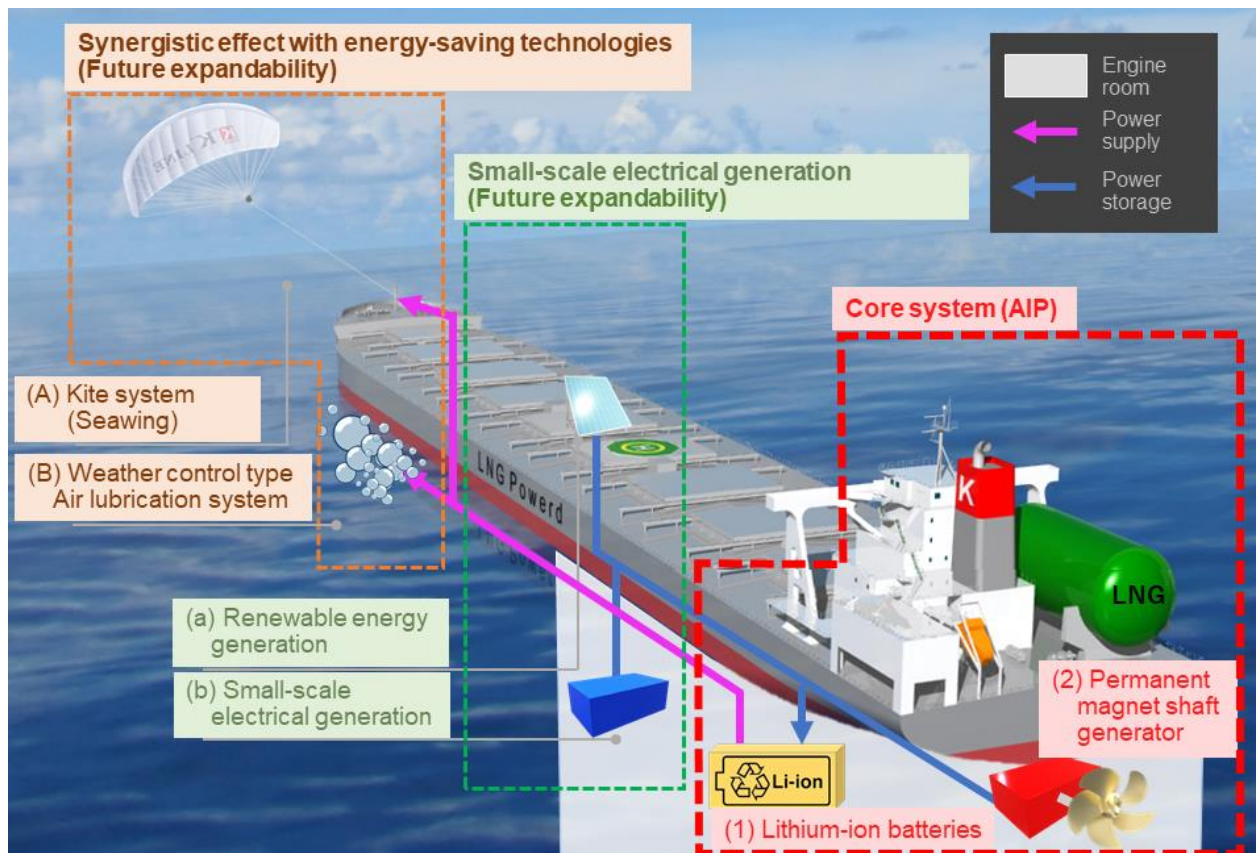 Synergistic effect with energy-saving technologies
(Future expandability)
Engine
room
Power
supply
Power
storage
K LINE
Small-scale electrical generation
(Future expandability)
Core system (AIP)
(A) Kite system
(Seawing)
(B) Weather control type
Air lubrication system
LNG Powerd
K
LNG
(a) Renewable energy
generation
(b) Small-scale
electrical generation
(2) Permanent
magnet shaft
generator
Li-ion
(1) Lithium-ion batteries